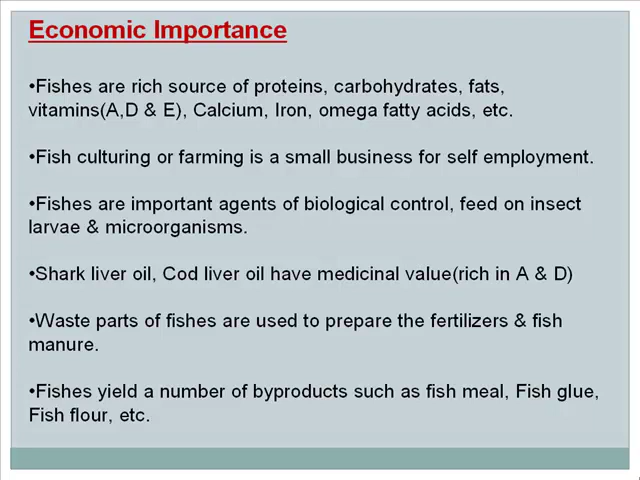 Economic Importance
•Fishes are rich source of proteins, carbohydrates, fats,
vitamins(A,D & E), Calcium, Iron, omega fatty acids, etc.
•Fish culturing or farming is a small business for self employment.
•Fishes are important agents of biological control, feed on insect
larvae & microorganisms.
•Shark liver oil, Cod liver oil have medicinal value(rich in A & D)
•Waste parts of fishes are used to prepare the fertilizers & fish
manure.
•Fishes yield a number of byproducts such as fish meal, Fish glue,
Fish flour, etc.